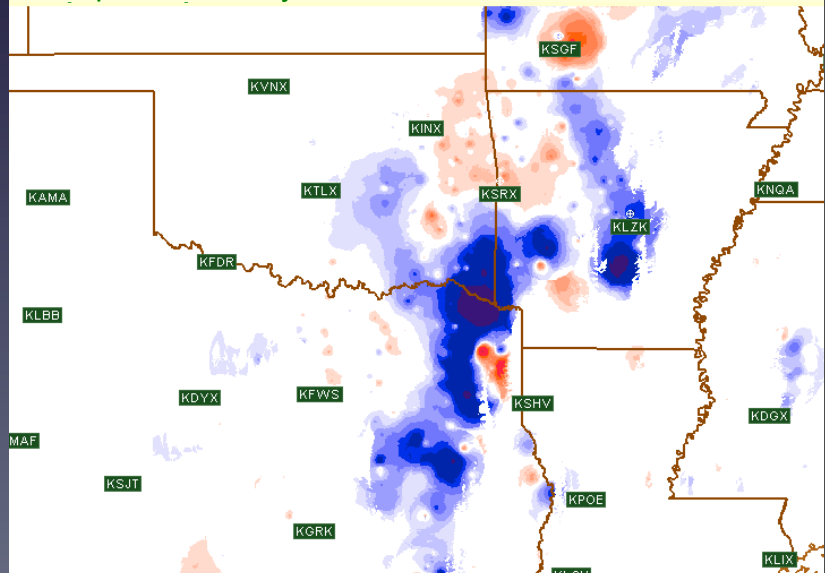 KSGF
KVNX
KINX
KTLX
KSRX
KNQA
KAMA
KLZK
KFDR
KLBB
KDYX
KFWS
KSHV
KDGX
MAF
KSJT
KPOE
KGRK
KLIX